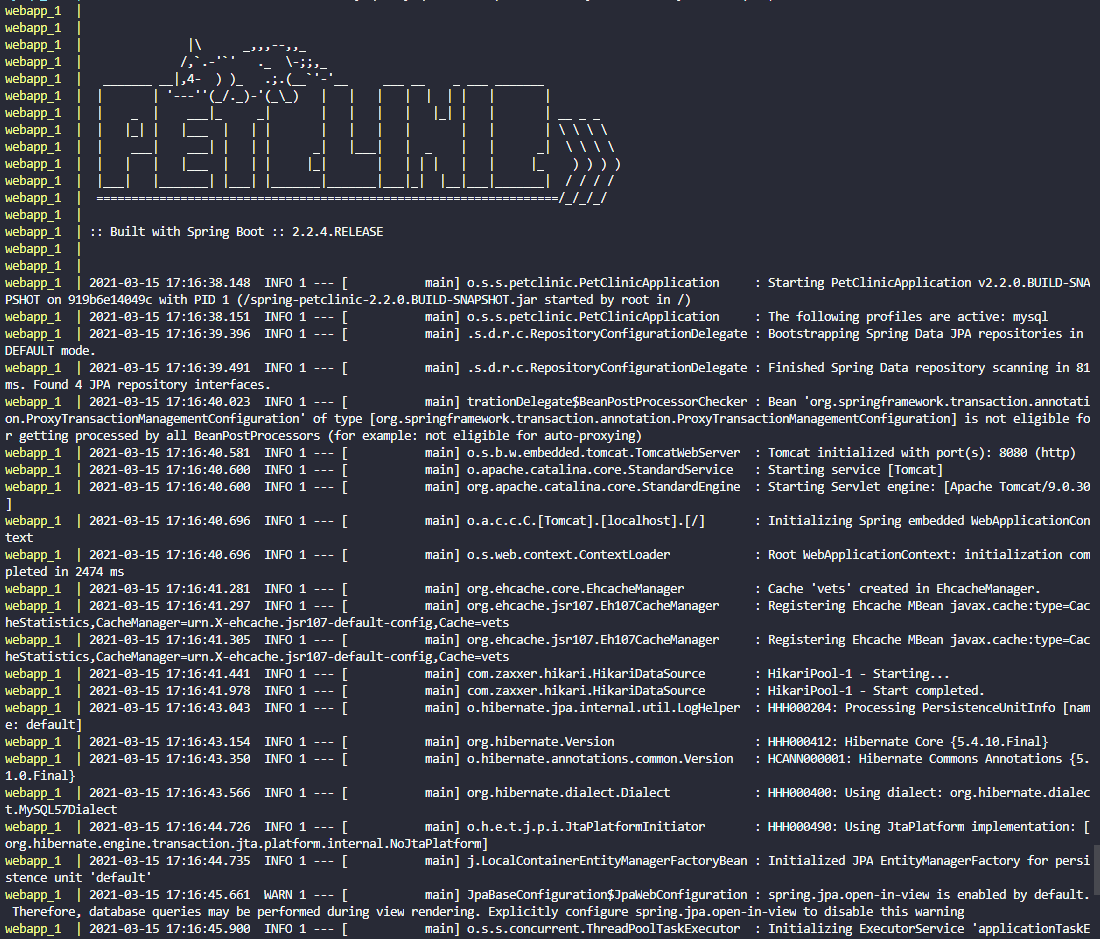 webapp_1  |
webapp_1  |
webapp_1  |               |\      _,,,--,,_
webapp_1  |              /,`.-'`'   ._  \-;;,_
webapp_1  |   _______ __|,4-  ) )_   .;.(__`'-'__     ___ __    _ ___ _______
webapp_1  |  |       | '---''(_/._)-'(_\_)   |   |   |   |  | | |   |       |
webapp_1  |  |    _  |    ___|_     _|       |   |   |   |   |_| |   |       | __ _ _
webapp_1  |  |   |_| |   |___  |   | |       |   |   |   |       |   |       | \ \ \ \
webapp_1  |  |    ___|    ___| |   | |      _|   |___|   |  _    |   |      _|  \ \ \ \
webapp_1  |  |   |   |   |___  |   | |     |_|       |   | | |   |   |     |_    ) ) ) )
webapp_1  |  |___|   |_______| |___| |_______|_______|___|_|  |__|___|_______|  / / / /
webapp_1  |  ==================================================================/_/_/_/
webapp_1  |
webapp_1  | :: Built with Spring Boot :: 2.2.4.RELEASE
webapp_1  |
webapp_1  |
webapp_1  | 2021-03-15 17:16:38.148  INFO 1 --- [           main] o.s.s.petclinic.PetClinicApplication     : Starting PetClinicApplication v2.2.0.BUILD-SNA
PSHOT on 919b6e14049c with PID 1 (/spring-petclinic-2.2.0.BUILD-SNAPSHOT.jar started by root in /)
webapp_1  | 2021-03-15 17:16:38.151  INFO 1 --- [           main] o.s.s.petclinic.PetClinicApplication     : The following profiles are active: mysql
webapp_1  | 2021-03-15 17:16:39.396  INFO 1 --- [           main] .s.d.r.c.RepositoryConfigurationDelegate : Bootstrapping Spring Data JPA repositories in
DEFAULT mode.
webapp_1  | 2021-03-15 17:16:39.491  INFO 1 --- [           main] .s.d.r.c.RepositoryConfigurationDelegate : Finished Spring Data repository scanning in 81
ms. Found 4 JPA repository interfaces.
webapp_1  | 2021-03-15 17:16:40.023  INFO 1 --- [           main] trationDelegate$BeanPostProcessorChecker : Bean 'org.springframework.transaction.annotati
on.ProxyTransactionManagementConfiguration' of type [org.springframework.transaction.annotation.ProxyTransactionManagementConfiguration] is not eligible fo
r getting processed by all BeanPostProcessors (for example: not eligible for auto-proxying)
webapp_1  | 2021-03-15 17:16:40.581  INFO 1 --- [           main] o.s.b.w.embedded.tomcat.TomcatWebServer  : Tomcat initialized with port(s): 8080 (http)
webapp_1  | 2021-03-15 17:16:40.600  INFO 1 --- [           main] o.apache.catalina.core.StandardService   : Starting service [Tomcat]
webapp_1  | 2021-03-15 17:16:40.600  INFO 1 --- [           main] org.apache.catalina.core.StandardEngine  : Starting Servlet engine: [Apache Tomcat/9.0.30
]
webapp_1  | 2021-03-15 17:16:40.696  INFO 1 --- [           main] o.a.c.c.C.[Tomcat].[localhost].[/]       : Initializing Spring embedded WebApplicationCon
text
webapp_1  | 2021-03-15 17:16:40.696  INFO 1 --- [           main] o.s.web.context.ContextLoader            : Root WebApplicationContext: initialization com
pleted in 2474 ms
webapp_1  | 2021-03-15 17:16:41.281  INFO 1 --- [           main] org.ehcache.core.EhcacheManager          : Cache 'vets' created in EhcacheManager.
webapp_1  | 2021-03-15 17:16:41.297  INFO 1 --- [           main] org.ehcache.jsr107.Eh107CacheManager     : Registering Ehcache MBean javax.cache:type=Cac
heStatistics,CacheManager=urn.X-ehcache.jsr107-default-config,Cache=vets
webapp_1  | 2021-03-15 17:16:41.305  INFO 1 --- [           main] org.ehcache.jsr107.Eh107CacheManager     : Registering Ehcache MBean javax.cache:type=Cac
heStatistics,CacheManager=urn.X-ehcache.jsr107-default-config,Cache=vets
webapp_1  | 2021-03-15 17:16:41.441  INFO 1 --- [           main] com.zaxxer.hikari.HikariDataSource       : HikariPool-1 - Starting...
webapp_1  | 2021-03-15 17:16:41.978  INFO 1 --- [           main] com.zaxxer.hikari.HikariDataSource       : HikariPool-1 - Start completed.
webapp_1  | 2021-03-15 17:16:43.043  INFO 1 --- [           main] o.hibernate.jpa.internal.util.LogHelper  : HHH000204: Processing PersistenceUnitInfo [nam
e: default]
webapp_1  | 2021-03-15 17:16:43.154  INFO 1 --- [           main] org.hibernate.Version                    : HHH000412: Hibernate Core {5.4.10.Final}
webapp_1  | 2021-03-15 17:16:43.350  INFO 1 --- [           main] o.hibernate.annotations.common.Version   : HCANN000001: Hibernate Commons Annotations {5.
1.0.Final}
webapp_1  | 2021-03-15 17:16:43.566  INFO 1 --- [           main] org.hibernate.dialect.Dialect            : HHH000400: Using dialect: org.hibernate.dialec
t.MySQL57Dialect
webapp_1  | 2021-03-15 17:16:44.726  INFO 1 --- [           main] o.h.e.t.j.p.i.JtaPlatformInitiator       : HHH000490: Using JtaPlatform implementation: [
org.hibernate.engine.transaction.jta.platform.internal.NoJtaPlatform]
webapp_1  | 2021-03-15 17:16:44.735  INFO 1 --- [           main] j.LocalContainerEntityManagerFactoryBean : Initialized JPA EntityManagerFactory for persi
stence unit 'default'
webapp_1  | 2021-03-15 17:16:45.661  WARN 1 --- [           main] JpaBaseConfiguration$JpaWebConfiguration : spring.jpa.open-in-view is enabled by default.
 Therefore, database queries may be performed during view rendering. Explicitly configure spring.jpa.open-in-view to disable this warning
webapp_1  | 2021-03-15 17:16:45.900  INFO 1 --- [           main] o.s.s.concurrent.ThreadPoolTaskExecutor  : Initializing ExecutorService 'applicationTaskE